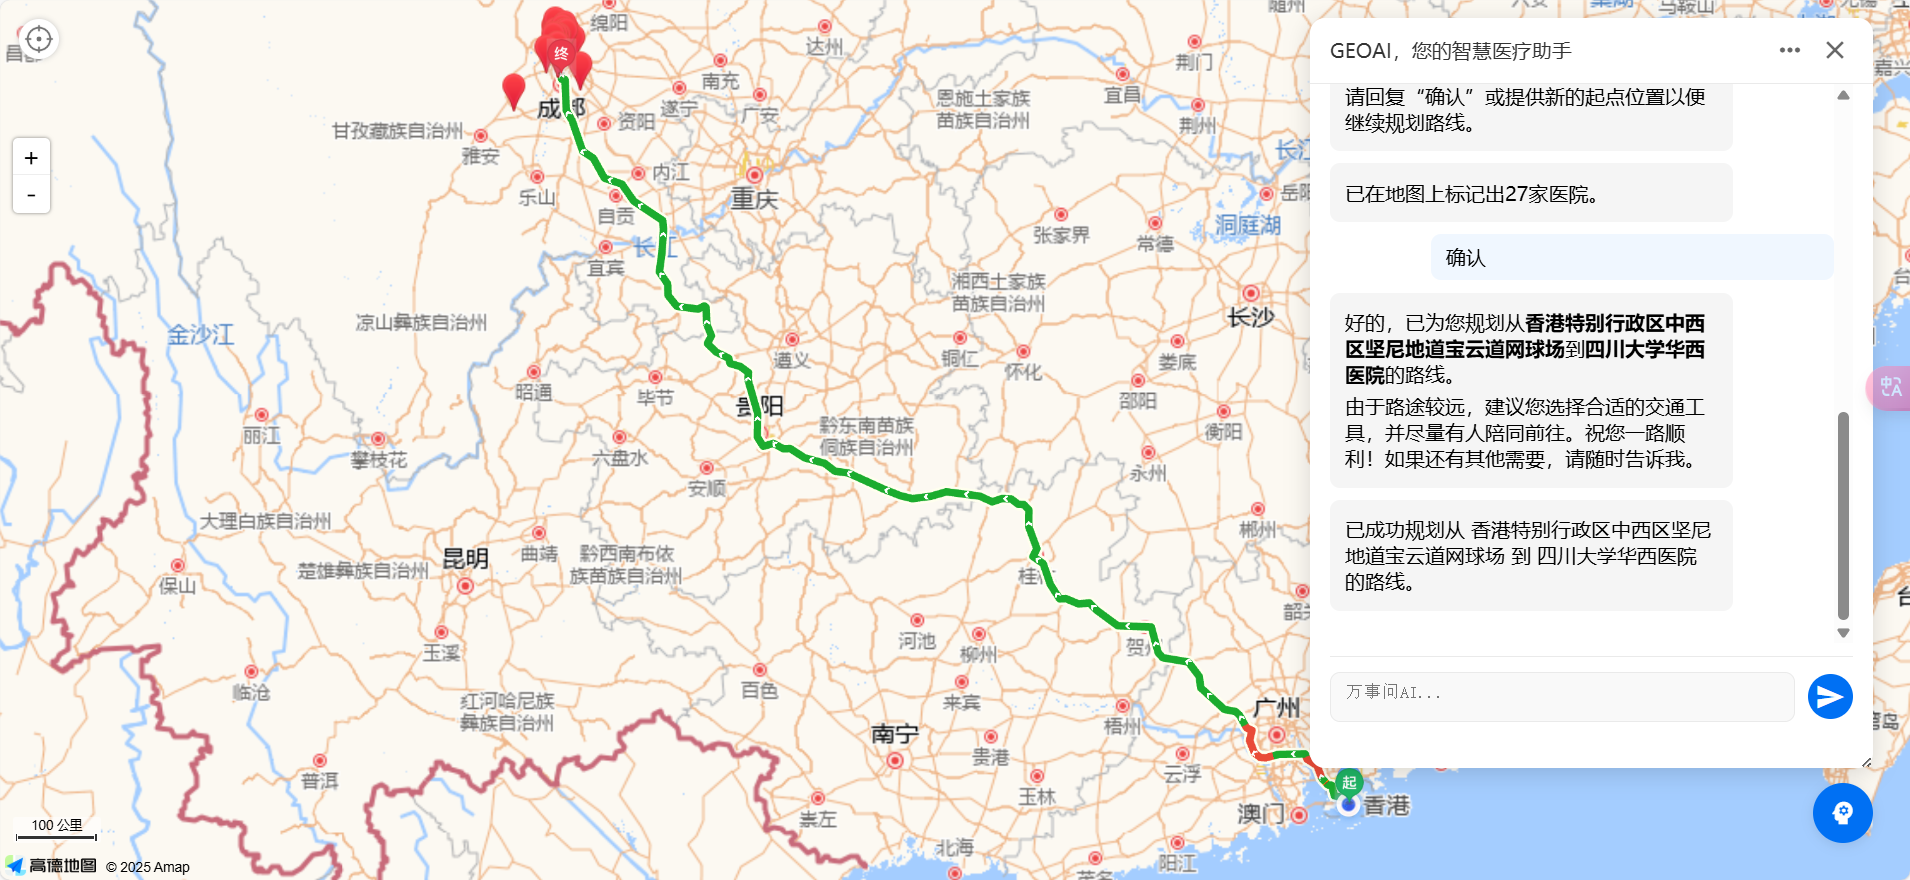 GEOAI，您的智慧医疗助手
请回复“确认”或提供新的起点位置以便
继续规划路线。
已在地图上标记出27家医院。
确认
好的，已为您规划从香港特别行政区中西
区坚尼地道宝云道网球场到四川大学华西
医院的路线。
由于路途较远，建议您选择合适的交通工
具，并尽量有人陪同前往。祝您一路顺
利！如果还有其他需要，请随时告诉我。
已成功规划从 香港特别行政区中西区坚尼
地道宝云道网球场 到 四川大学华西医院
的路线。
万事问AI...
+
-
终
绵阳
达州
随州
马鞍山
荆门
南充
宜昌
恩施土家族
苗族自治州
荆州
遂宁
广安
成都
资阳
甘孜藏族自治州
雅安
内江
重庆
乐山
自贡
张家界
常德
洞庭湖
长江
宜宾
湘西土家族
苗族自治州
长沙
金沙江
凉山彝族自治州
遵义
铜仁
怀化
娄底
昭通
毕节
贵阳
邵阳
黔东南苗族
侗族自治州
衡阳
丽江
攀枝花
六盘水
安顺
永州
大理白族自治州
郴州
昆明
曲靖
黔西南布依
族苗族自治州
楚雄彝族自治州
保山
河池
柳州
玉溪
临沧
百色
来宾
红河哈尼族
彝族自治州
梧州
广州
南宁
贵港
云浮
普洱
玉林
起
香港
澳门
崇左
北海
阳江
茂名
100 公里
高德地图 © 2025 Amap